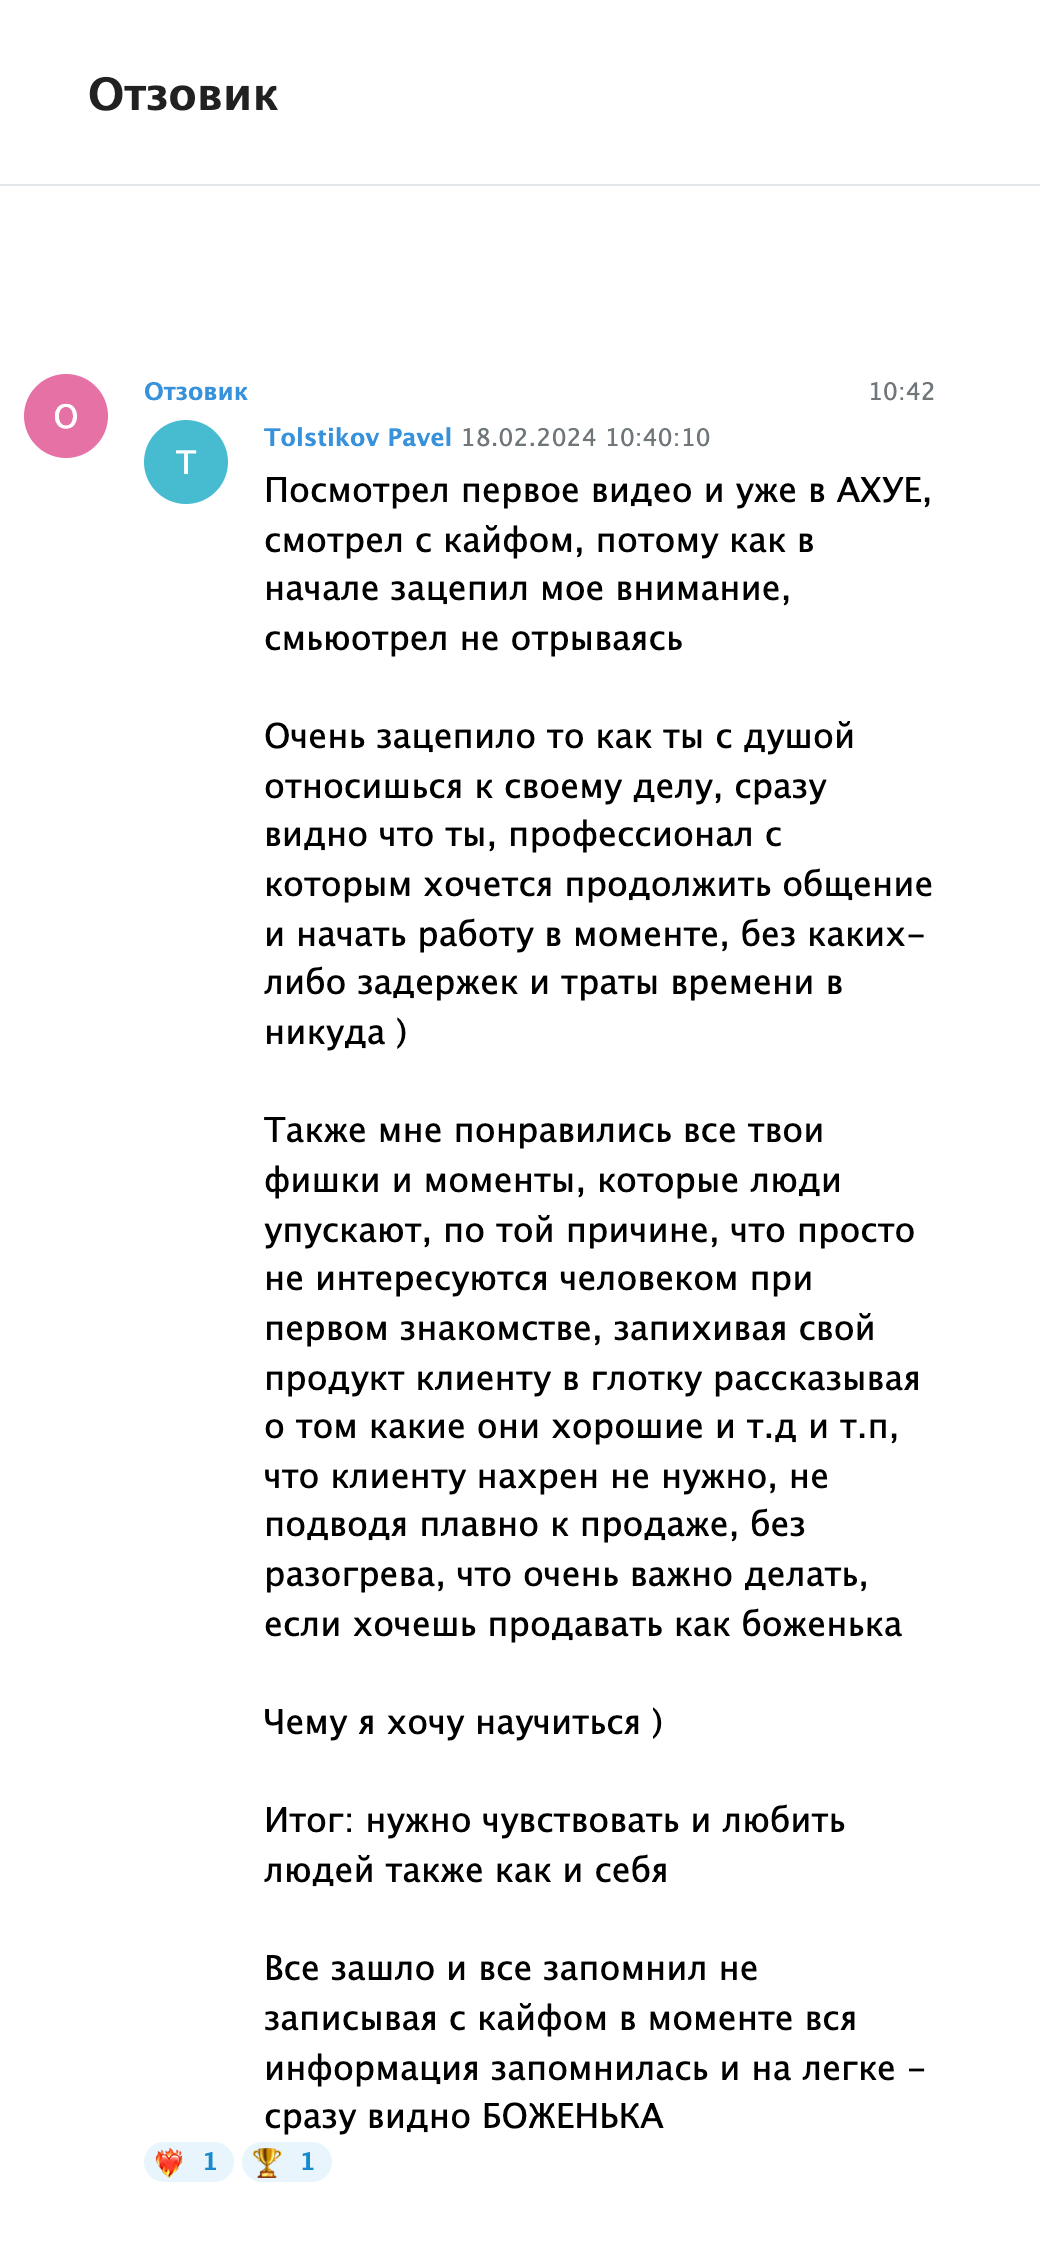 Отзовик
О
Отзовик
10:42
T
Tolstikov Pavel 18.02.2024 10:40:10
Посмотрел первое видео и уже в АХУЕ,
смотрел с кайфом, потому как в
начале зацепил мое внимание,
смьюотрел не отрываясь
Очень зацепило то как ты с душой
относишься к своему делу, сразу
видно что ты, профессионал с
которым хочется продолжить общение
и начать работу в моменте, без каких-
либо задержек и траты времени в
никуда )
Также мне понравились все твои
фишки и моменты, которые люди
упускают, по той причине, что просто
не интересуются человеком при
первом знакомстве, запихивая свой
продукт клиенту в глотку рассказывая
о том какие они хорошие и т.д и т.п,
что клиенту нахрен не нужно, не
подводя плавно к продаже, без
разогрева, что очень важно делать,
если хочешь продавать как боженька
Чему я хочу научиться )
Итог: нужно чувствовать и любить
людей также как и себя
Все зашло и все запомнил не
записывая с кайфом в моменте вся
информация запомнилась и на легке -
сразу видно БОЖЕНЬКА
❤️‍🔥 1 🏆 1